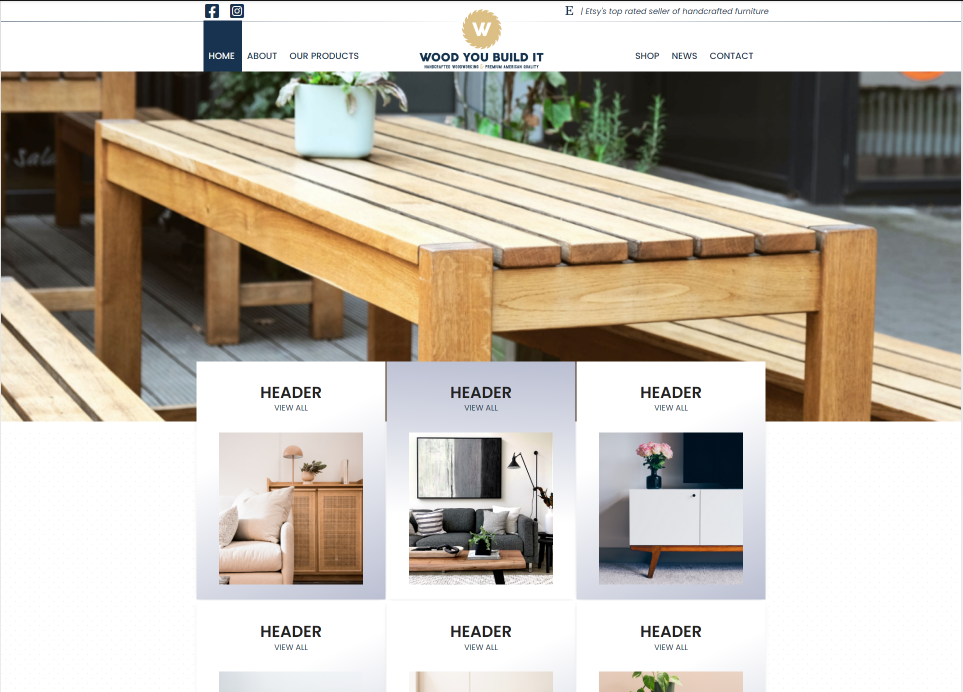 E | Etsy's top rated seller of handcrafted furniture
W
HOME ABOUT OUR PRODUCTS
WOOD YOU BUILD IT
HANDCRAFTED WOODWORKING PREMIUM AMERICAN QUALITY
SHOP NEWS CONTACT
Sala
HEADER
VIEW ALL
HEADER
VIEW ALL
HEADER
VIEW ALL
HEADER
VIEW ALL
HEADER
VIEW ALL
HEADER
VIEW ALL